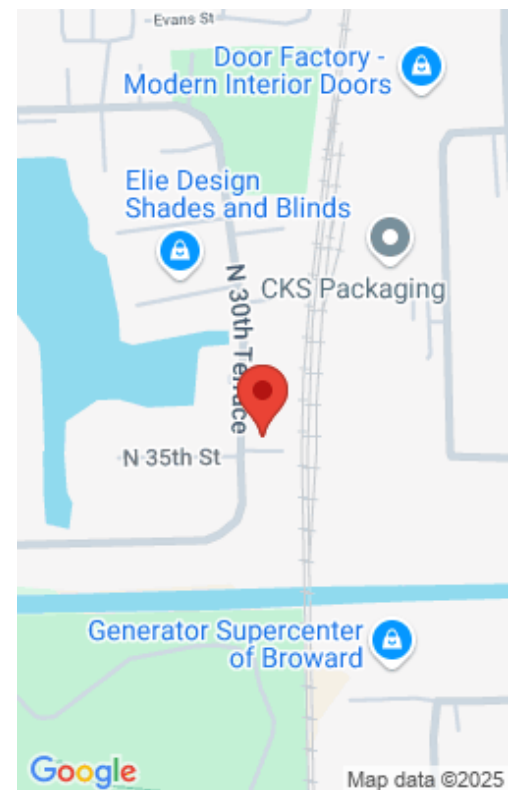 Evans St
Door Factory -
Modern Interior Doors
Elie Design
Shades and Blinds
CKS Packaging
N 30th Terrace
N 35th St
Generator Supercenter
of Broward
Google
Map data ©2025